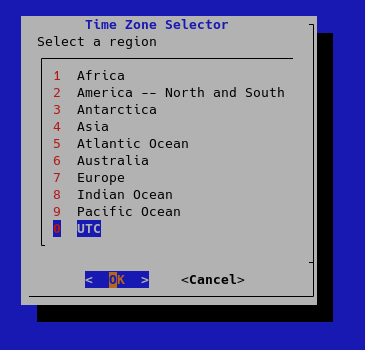 Time Zone Selector
Select a region
1 Africa
2 America -- North and South
3 Antarctica
4 Asia
5 Atlantic Ocean
6 Australia
7 Europe
8 Indian Ocean
9 Pacific Ocean
0 UTC
< OK > <Cancel>